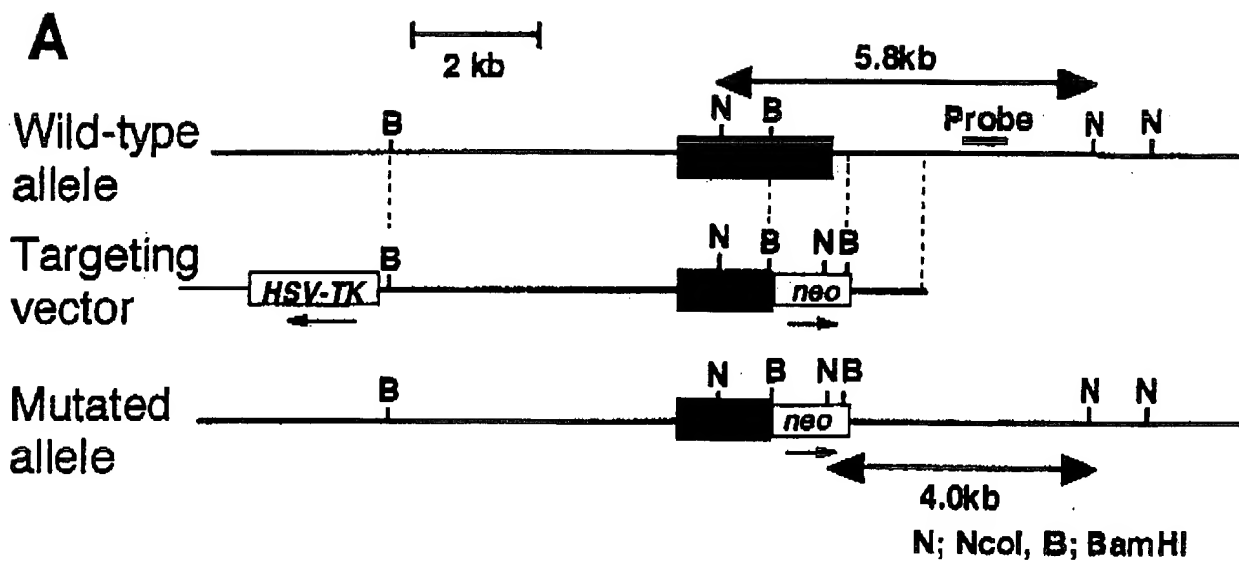 A
2 kb
5.8kb
Wild-type allele
B
N
B
Probe
N
N
Targeting vector
HSV-TK
B
N
B
neo
N
B
Mutated allele
B
N
B
neo
N
B
N
N
4.0kb
N; NcoI, B; BamHI